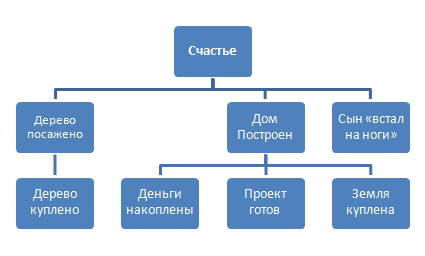 Счастье
Дерево
посажено
Дом
Построен
Сын «встал
на ноги»
Дерево
куплено
Деньги
накоплены
Проект
готов
Земля
куплена